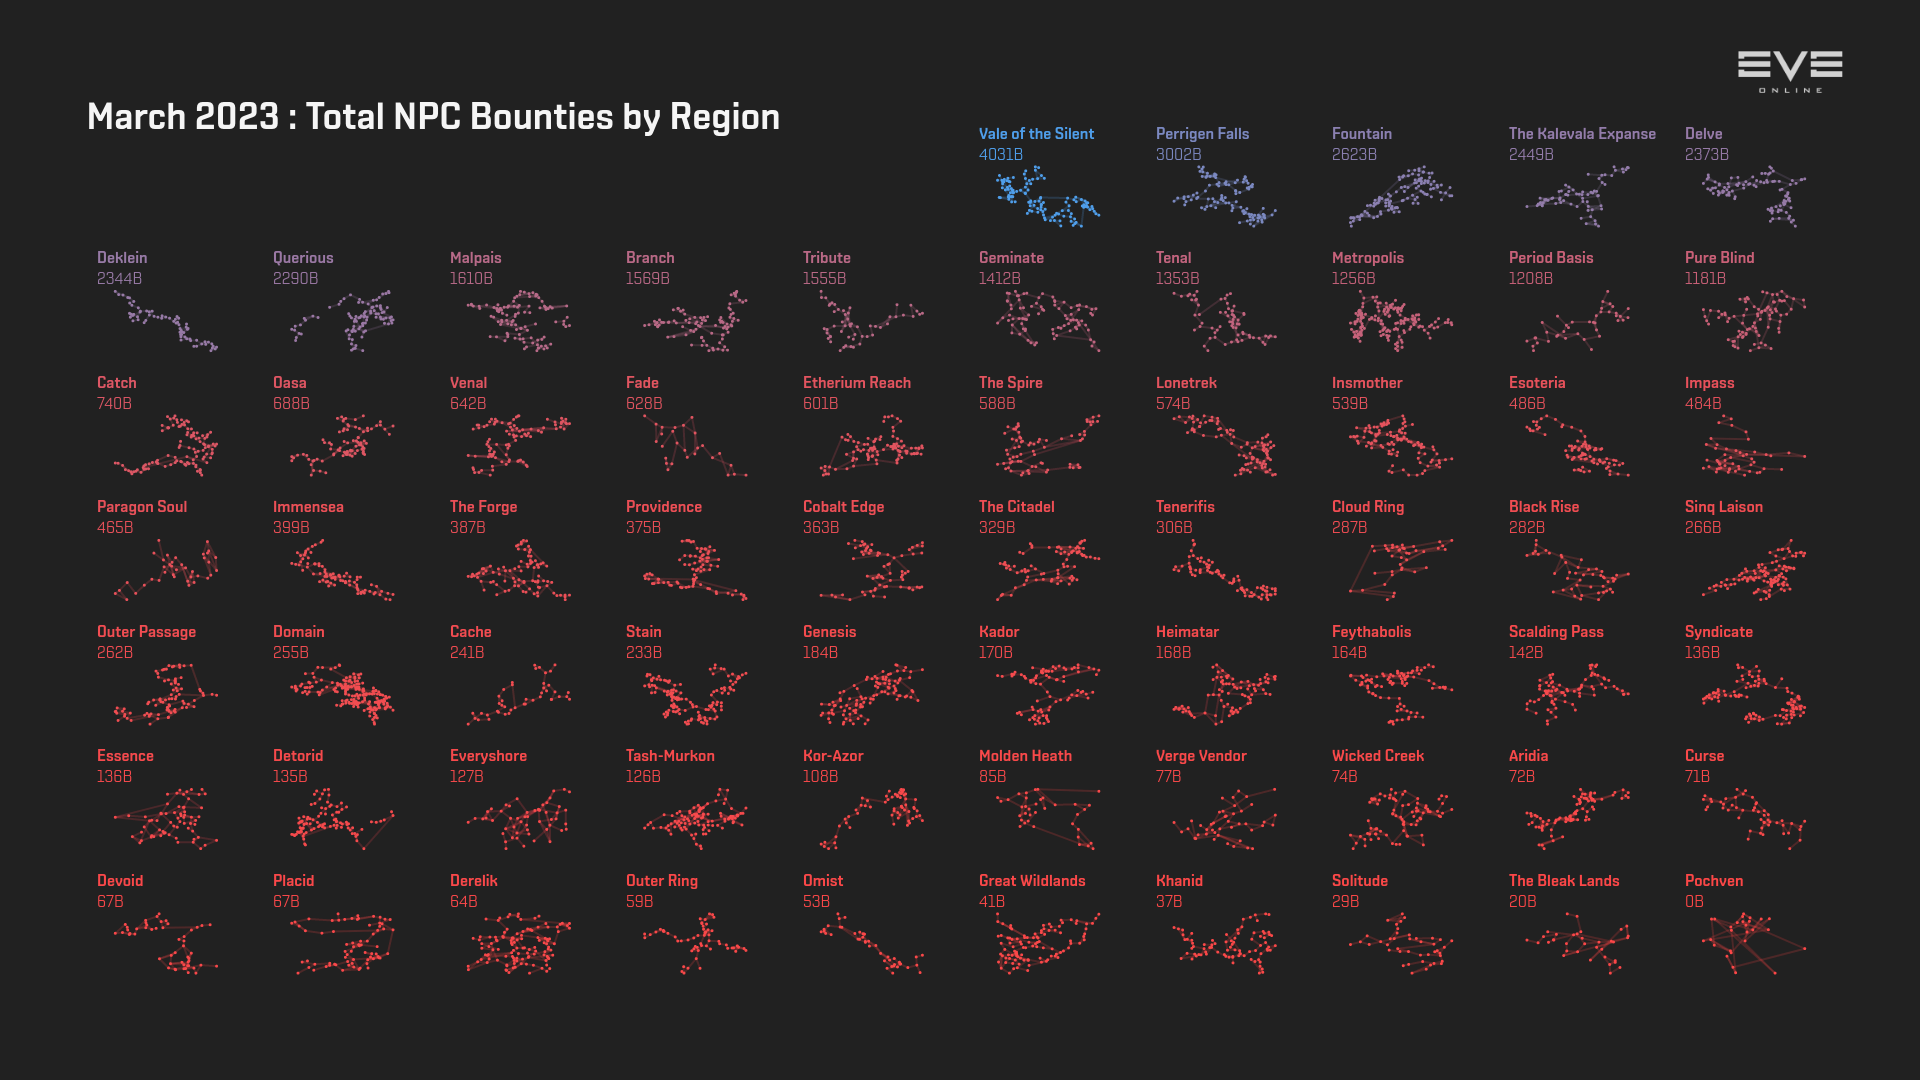 EVE
ONLINE
March 2023 : Total NPC Bounties by Region
Vale of the Silent
4031B
Perrigen Falls
3002B
Fountain
2623B
The Kalevala Expanse
2449B
Delve
2373B
Deklein
2344B
Querious
2290B
Malpais
1610B
Branch
1569B
Tribute
1555B
Geminate
1412B
Tenal
1353B
Metropolis
1256B
Period Basis
1208B
Pure Blind
1181B
Catch
740B
Oasa
688B
Venal
642B
Fade
628B
Etherium Reach
601B
The Spire
588B
Lonetrek
574B
Insmother
539B
Esoteria
486B
Impass
484B
Paragon Soul
465B
Immensea
399B
The Forge
387B
Providence
375B
Cobalt Edge
363B
The Citadel
329B
Tenerifis
306B
Cloud Ring
287B
Black Rise
282B
Sinq Laison
266B
Outer Passage
262B
Domain
255B
Cache
241B
Stain
233B
Genesis
184B
Kador
170B
Heimatar
168B
Feythabolis
164B
Scalding Pass
142B
Syndicate
136B
Essence
136B
Detorid
135B
Everyshore
127B
Tash-Murkon
126B
Kor-Azor
108B
Molden Heath
85B
Verge Vendor
77B
Wicked Creek
74B
Aridia
72B
Curse
71B
Devoid
67B
Placid
67B
Derelik
64B
Outer Ring
59B
Omist
53B
Great Wildlands
41B
Khanid
37B
Solitude
29B
The Bleak Lands
20B
Pochven
0B